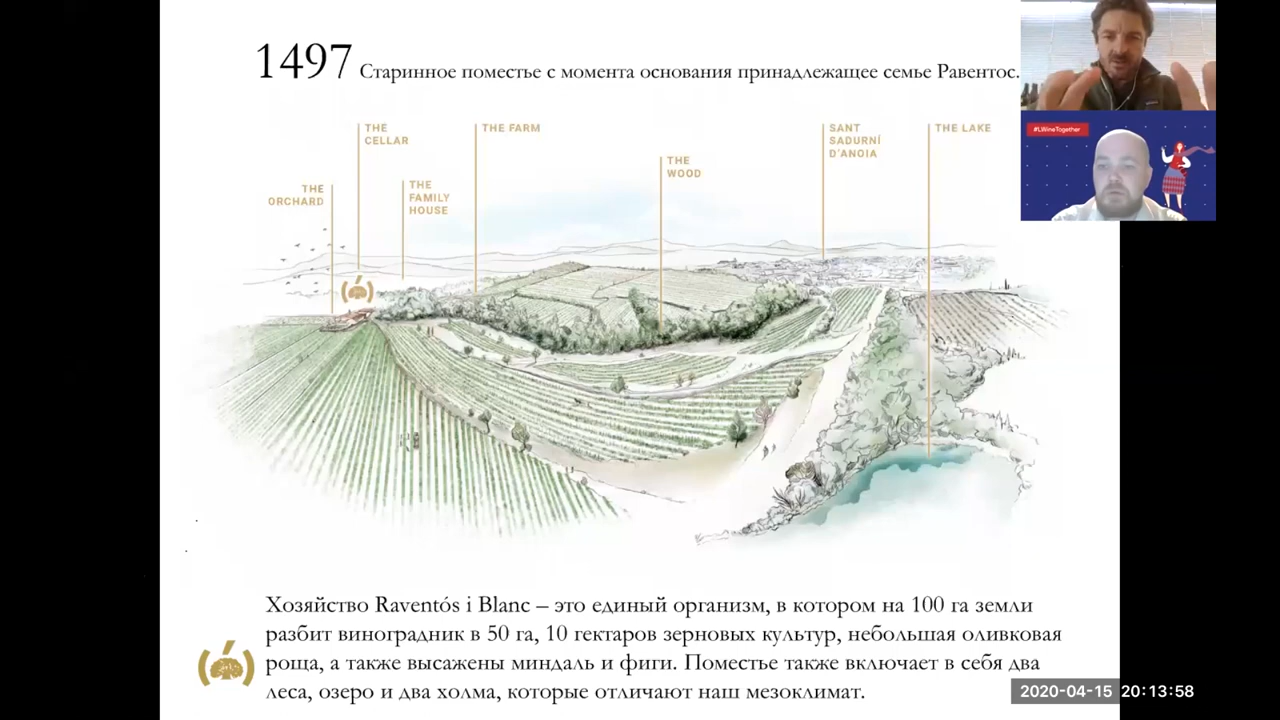 1497 Старинное поместье с момента основания принадлежащее семье Равентос.
#LWineTogether
THE
CELLAR
THE FARM
SANT
SADURNÍ
D'ANOIA
THE LAKE
THE
WOOD
THE
ORCHARD
THE
FAMILY
HOUSE
Хозяйство Raventós i Blanc – это единый организм, в котором на 100 га земли
разбит виноградник в 50 га, 10 гектаров зерновых культур, небольшая оливковая
роща, а также высажены миндаль и фиги. Поместье также включает в себя два
леса, озеро и два холма, которые отличают наш мезоклимат.
2020-04-15 20:13:58